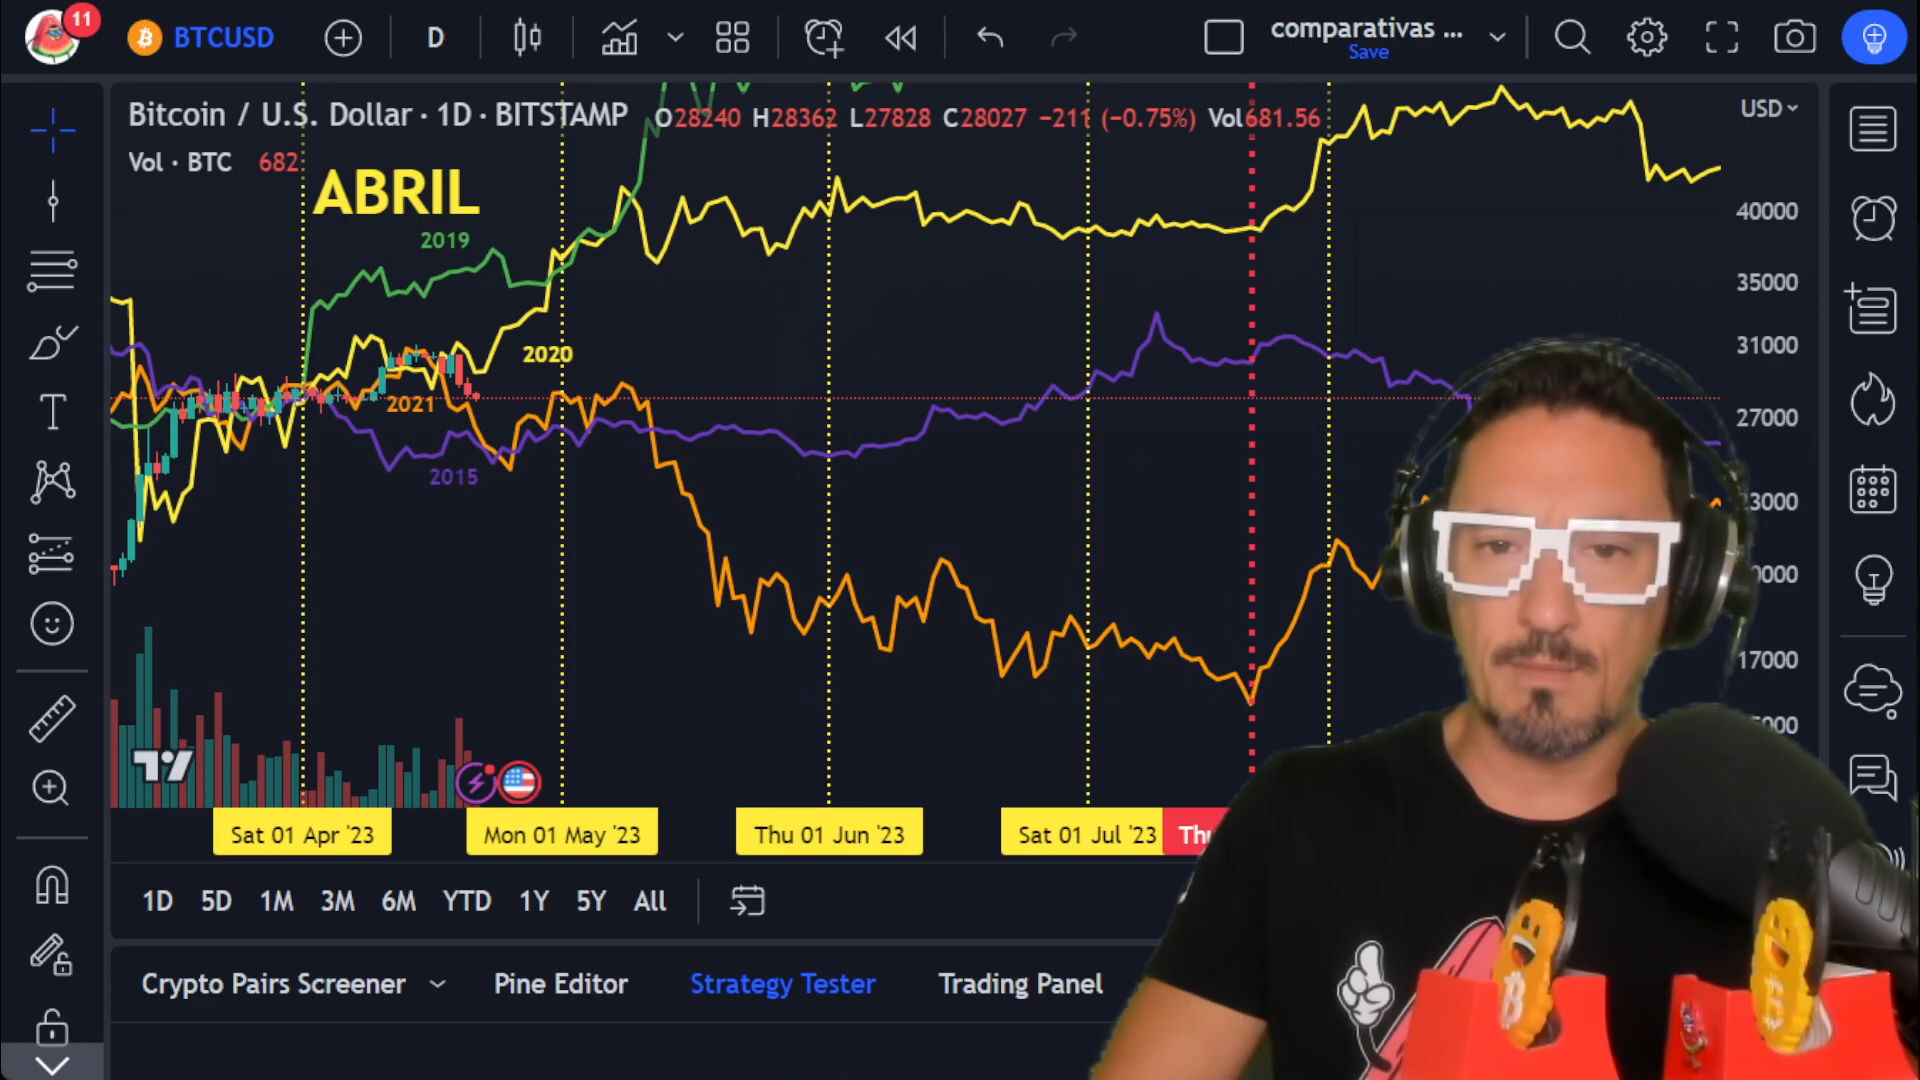 11
BTCUSD
D
comparativas ...
Save
Bitcoin / U.S. Dollar · 1D · BITSTAMP O28240 H28362 L27828 C28027 −211 (−0.75%) Vol681.56
USD
Vol · BTC 682
ABRIL
2019
2020
2021
2015
40000
35000
31000
27000
17000
Sat 01 Apr '23
Mon 01 May '23
Thu 01 Jun '23
Sat 01 Jul '23
Thu
1D 5D 1M 3M 6M YTD 1Y 5Y All
Crypto Pairs Screener
Pine Editor
Strategy Tester
Trading Panel